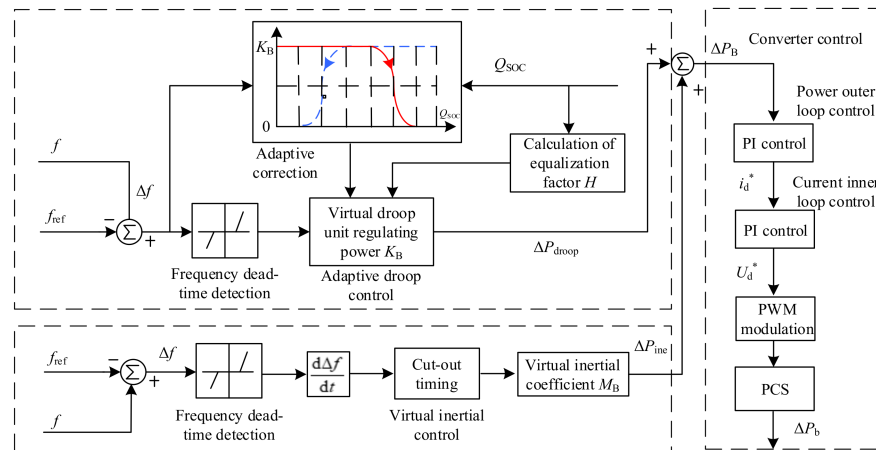 K_B
0
Q_SOC
Adaptive
correction
Q_SOC
Calculation of
equalization
factor H
f
Δf
f_ref
−
Σ
+
Frequency dead-
time detection
Virtual droop
unit regulating
power K_B
Adaptive droop
control
ΔP_droop
+
Σ
+
ΔP_B
Converter control
Power outer
loop control
PI control
i_d*
Current inner
loop control
PI control
U_d*
PWM
modulation
PCS
ΔP_b
f_ref
−
Σ
+
Δf
f
Frequency dead-
time detection
dΔf
dt
Cut-out
timing
Virtual inertial
control
Virtual inertial
coefficient M_B
ΔP_ine